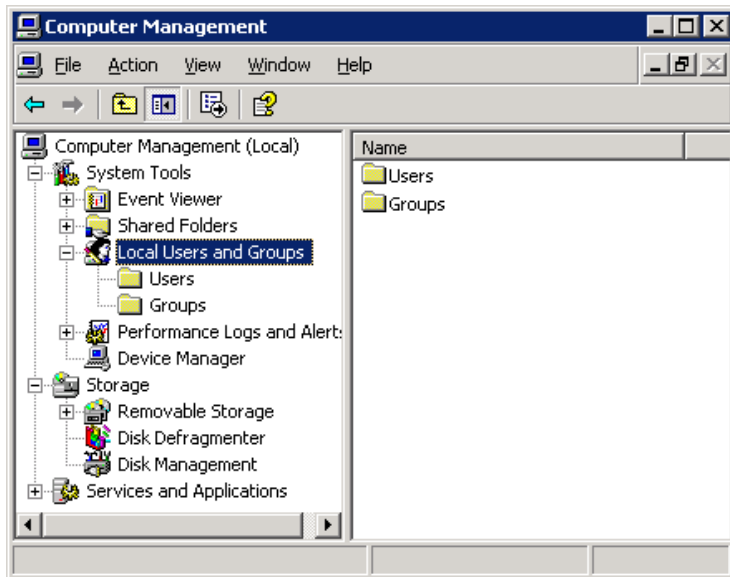 Computer Management
File Action View Window Help
Computer Management (Local)
System Tools
Event Viewer
Shared Folders
Local Users and Groups
Users
Groups
Performance Logs and Alert
Device Manager
Storage
Removable Storage
Disk Defragmenter
Disk Management
Services and Applications
Name
Users
Groups